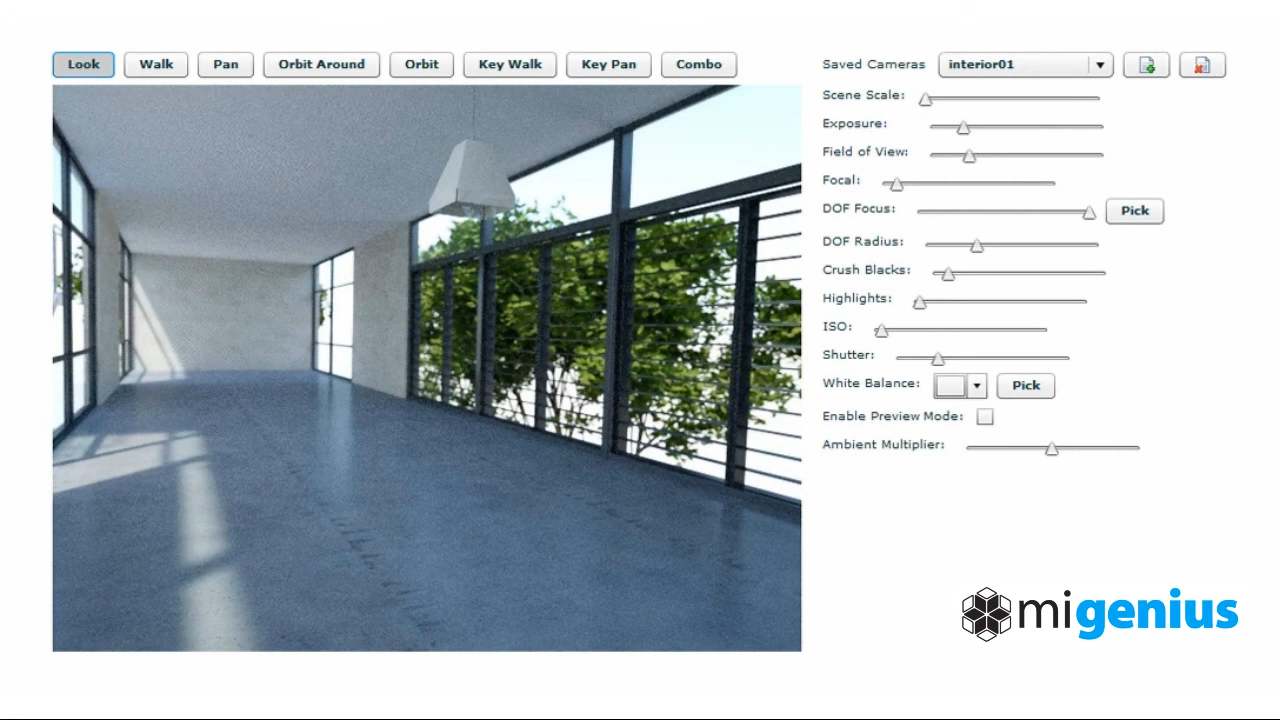 Look Walk Pan Orbit Around Orbit Key Walk Key Pan Combo
Saved Cameras interior01
Scene Scale:
Exposure:
Field of View:
Focal:
DOF Focus: Pick
DOF Radius:
Crush Blacks:
Highlights:
ISO:
Shutter:
White Balance: Pick
Enable Preview Mode:
Ambient Multiplier:
migenius